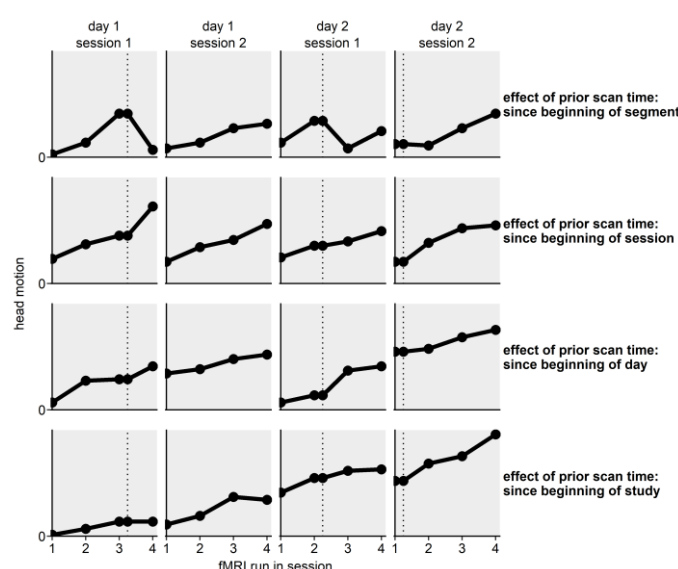 day 1
session 1
day 1
session 2
day 2
session 1
day 2
session 2
effect of prior scan time:
since beginning of segment
0
effect of prior scan time:
since beginning of session
0
head motion
effect of prior scan time:
since beginning of day
0
effect of prior scan time:
since beginning of study
0
1 2 3 4 1 2 3 4 1 2 3 4 1 2 3 4
fMRI run in session